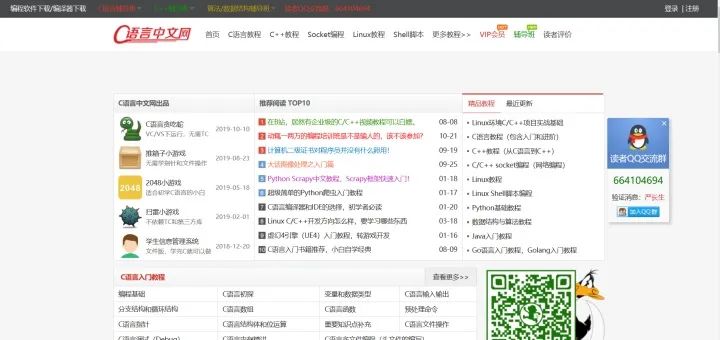 编程软件下载/编译器下载 C语言辅导班 C++辅导班 算法/数据结构辅导班 读者QQ交流群：664104694 登录 | 注册
C语言中文网 首页 C语言教程 C++教程 Socket编程 Linux教程 Shell脚本 更多教程>> VIP会员 辅导班 读者评价
C语言中文网出品
C语言贪吃蛇 2019-10-10
VC/VS下运行，无需TC
推箱子小游戏 2019-08-23
无需学会计和文件操作
2048小游戏 2019-05-18
适合初学C语言的小白
扫雷小游戏 2019-02-01
不依赖TC和第三方库
学生信息管理系统 2018-12-20
文件版，学完C就可以做
推荐阅读 TOP10
1 在B站，居然有企业级的C/C++视频教程可以白嫖。 08-08
2 动辄一两万的编程培训班是不是骗人的，该不该参加? 10-21
3 计算机二级证书对程序员并没有什么卵用! 09-19
4 大话图像处理之入门篇 09-25
5 Python Scrapy中文教程，Scrapy框架快速入门! 01-18
6 超级简单的Python爬虫入门教程 01-18
7 C语言编译器和IDE的选择，初学者必读 01-20
8 Linux C/C++开发方向怎么样，要学习哪些东西 03-18
9 虚幻4引擎（UE4）入门教程，转游戏开发 01-16
10 C语言入门书籍推荐，小白自学经典 08-09
精品教程 最近更新
Linux环境C/C++项目实战基础
C语言教程（包含入门和进阶）
C++教程（从C语言到C++）
C/C++ socket编程（网络编程）
Linux教程
Linux Shell脚本编程
Python基础教程
数据结构与算法教程
Java入门教程
Go语言入门教程，Golang入门教程
读者QQ交流群
664104694
验证消息：严长生
加入QQ群
C语言入门教程 查看更多>>
编程基础 C语言初探 变量和数据类型 C语言输入输出
分支结构和循环结构 C语言数组 C语言函数 预处理命令
C语言指针 C语言结构体和位运算 重要知识点补充 C语言文件操作